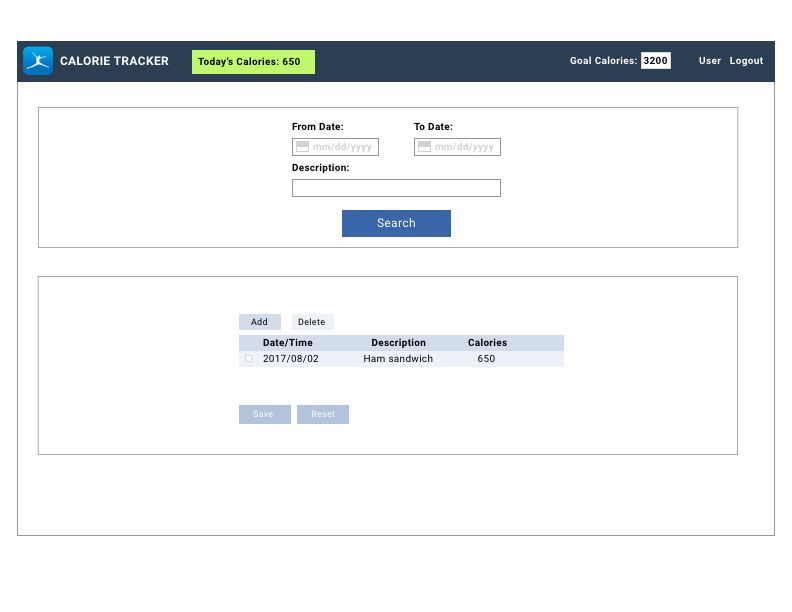 CALORIE TRACKER Today's Calories: 650 Goal Calories: 3200 User Logout
From Date: To Date:
mm/dd/yyyy mm/dd/yyyy
Description:
Search
Add Delete
Date/Time Description Calories
2017/08/02 Ham sandwich 650
Save Reset